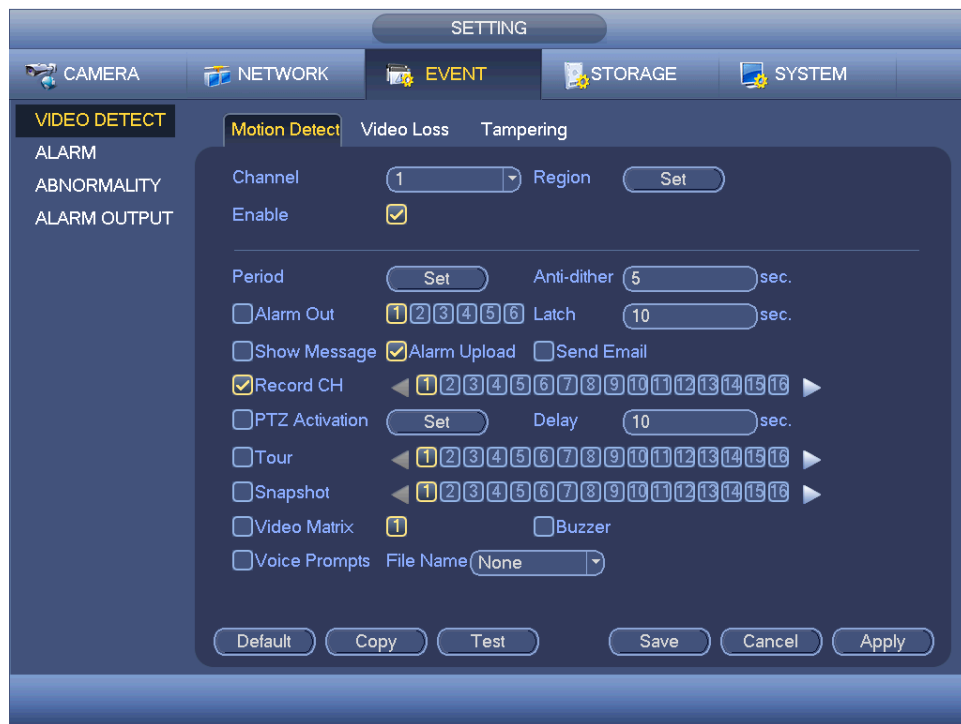 SETTING
CAMERA NETWORK EVENT STORAGE SYSTEM
VIDEO DETECT
ALARM
ABNORMALITY
ALARM OUTPUT
Motion Detect Video Loss Tampering
Channel 1 Region Set
Enable
Period Set Anti-dither 5 sec.
Alarm Out 1 2 3 4 5 6 Latch 10 sec.
Show Message Alarm Upload Send Email
Record CH 1 2 3 4 5 6 7 8 9 10 11 12 13 14 15 16
PTZ Activation Set Delay 10 sec.
Tour 1 2 3 4 5 6 7 8 9 10 11 12 13 14 15 16
Snapshot 1 2 3 4 5 6 7 8 9 10 11 12 13 14 15 16
Video Matrix 1 Buzzer
Voice Prompts File Name None
Default Copy Test Save Cancel Apply